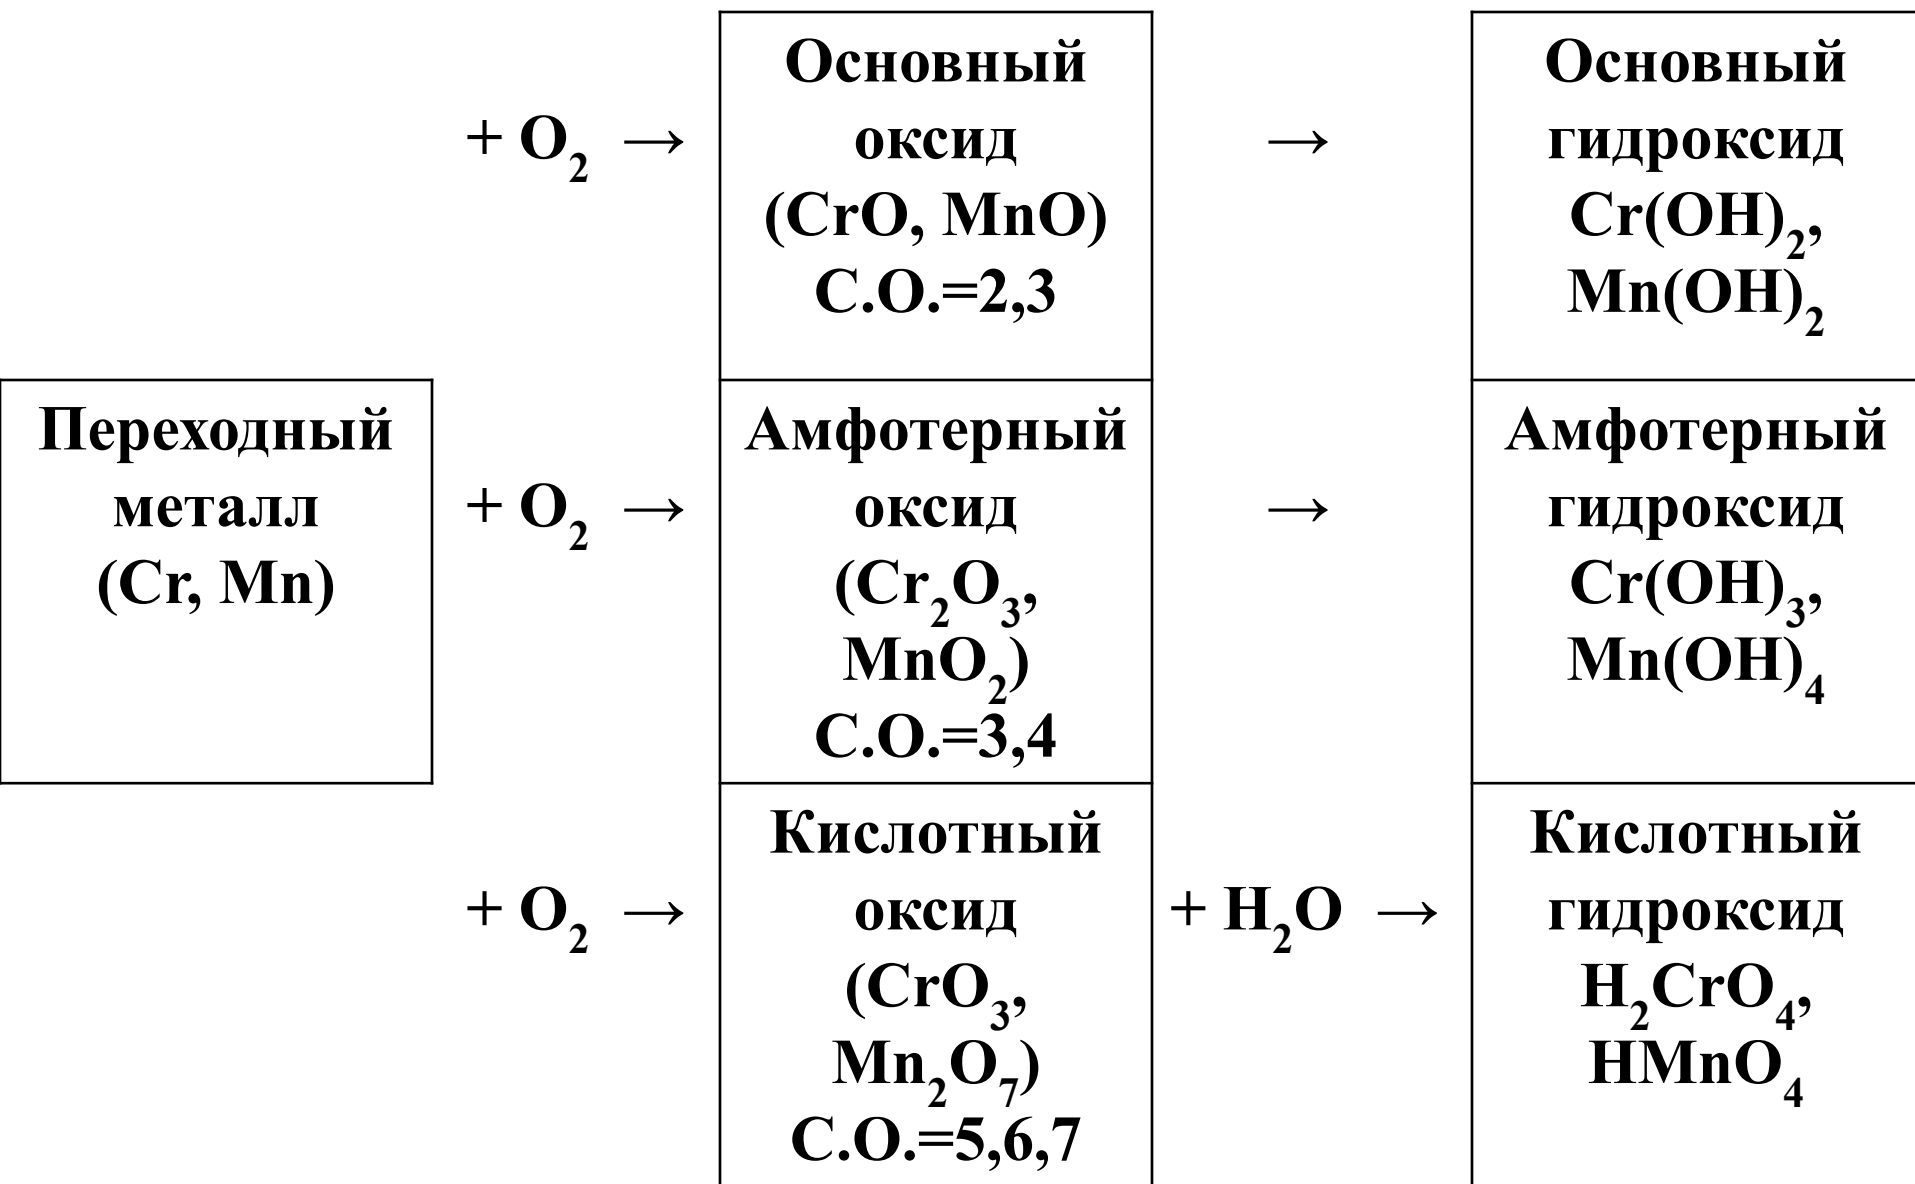 Основный
оксид
(CrO, MnO)
С.О.=2,3
+ O₂ →
→
Основный
гидроксид
Cr(OH)₂,
Mn(OH)₂
Переходный
металл
(Cr, Mn)
+ O₂ →
Амфотерный
оксид
(Cr₂O₃,
MnO₂)
С.О.=3,4
→
Амфотерный
гидроксид
Cr(OH)₃,
Mn(OH)₄
+ O₂ →
Кислотный
оксид
(CrO₃,
Mn₂O₇)
С.О.=5,6,7
+ H₂O →
Кислотный
гидроксид
H₂CrO₄,
HMnO₄